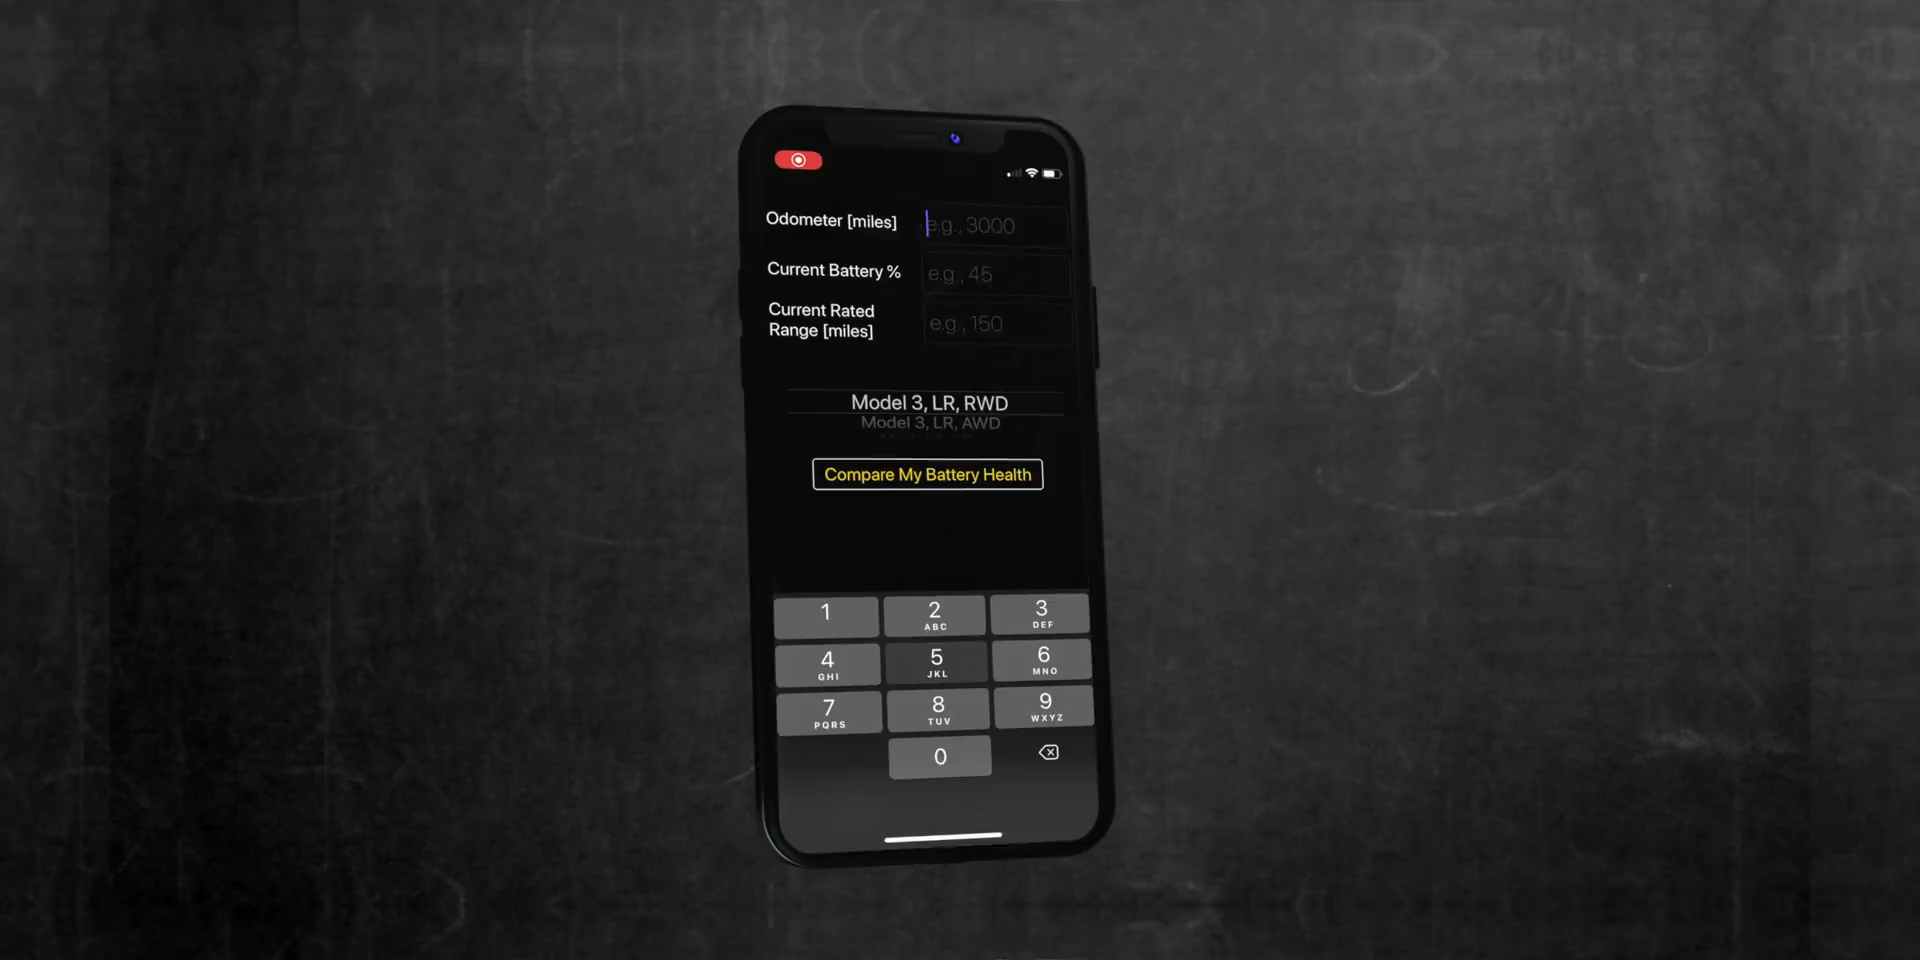 Odometer [miles]
e.g., 3000
Current Battery %
e.g., 45
Current Rated
Range [miles]
e.g., 150
Model 3, LR, RWD
Model 3, LR, AWD
Compare My Battery Health
1
2
ABC
3
DEF
4
GHI
5
JKL
6
MNO
7
PQRS
8
TUV
9
WXYZ
0